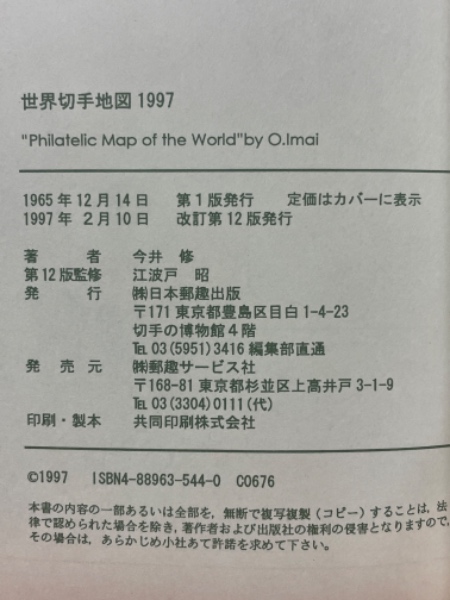 世界切手地図 1997
"Philatelic Map of the World"by O.Imai
1965 年 12 月 14 日　第 1 版発行　定価はカバーに表示
1997 年　2 月 10 日　改訂第 12 版発行
著　者　今井　修
第 12 版監修　江波戸　昭
発　行　㈱日本郵趣出版
〒171 東京都豊島区目白 1-4-23
切手の博物館 4 階
℡ 03 (5951) 3416 編集部直通
発 売 元　㈱郵趣サービス社
〒168-81 東京都杉並区上高井戸 3-1-9
℡ 03 (3304) 0111 (代)
印刷・製本　共同印刷株式会社
©1997　ISBN4-88963-544-0　C0676
本書の内容の一部あるいは全部を，無断で複写複製（コピー）することは，法
律で認められた場合を除き，著作者および出版社の権利の侵害となりますので，
その場合は，あらかじめ小社あて許諾を求めて下さい。